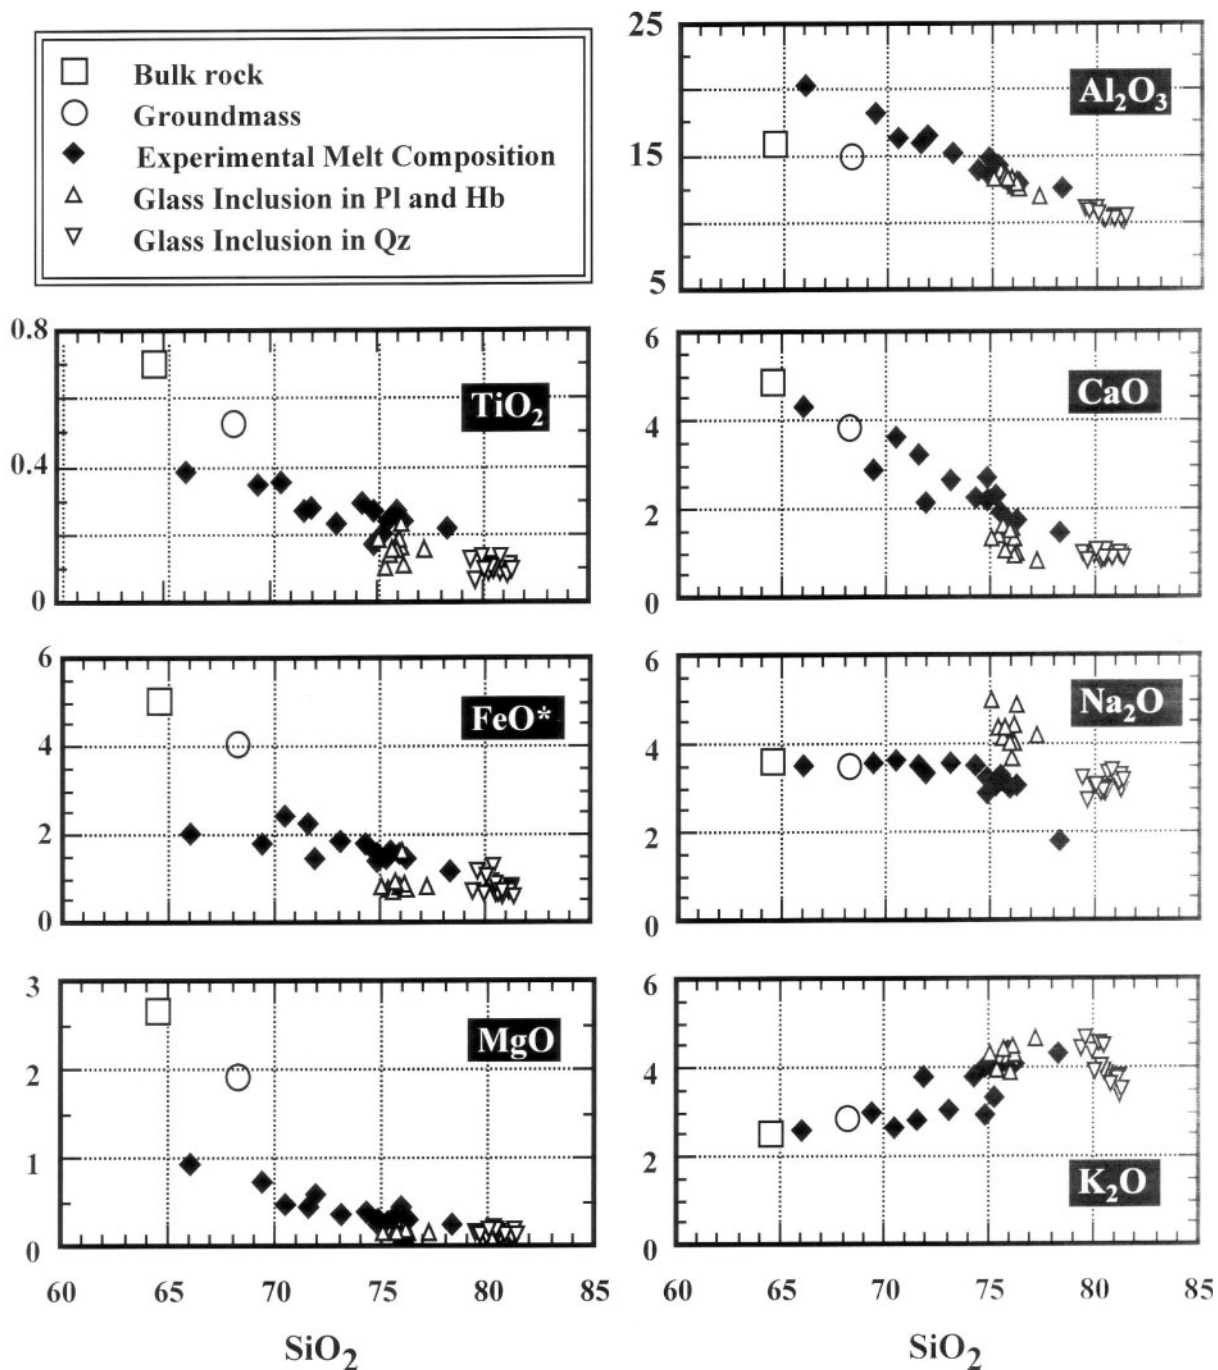 Bulk rock
Groundmass
Experimental Melt Composition
Glass Inclusion in Pl and Hb
Glass Inclusion in Qz
25
15
5
Al₂O₃
0.8
0.4
0
TiO₂
6
4
2
0
CaO
6
4
2
0
FeO*
6
4
2
0
Na₂O
3
2
1
0
MgO
60 65 70 75 80 85
SiO₂
6
4
2
0
K₂O
60 65 70 75 80 85
SiO₂